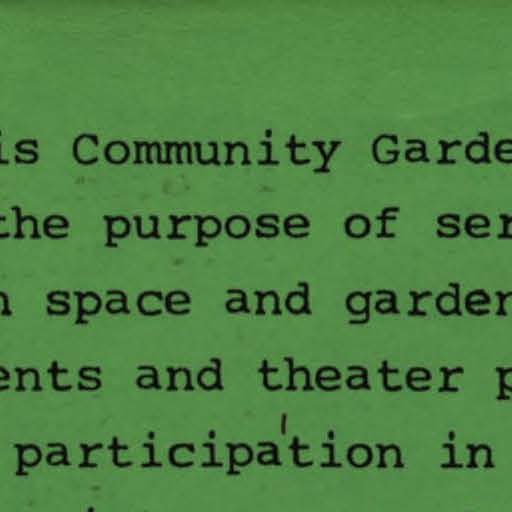 is Community Garde
the purpose of ser
n space and garden
ents and theater p
participation in